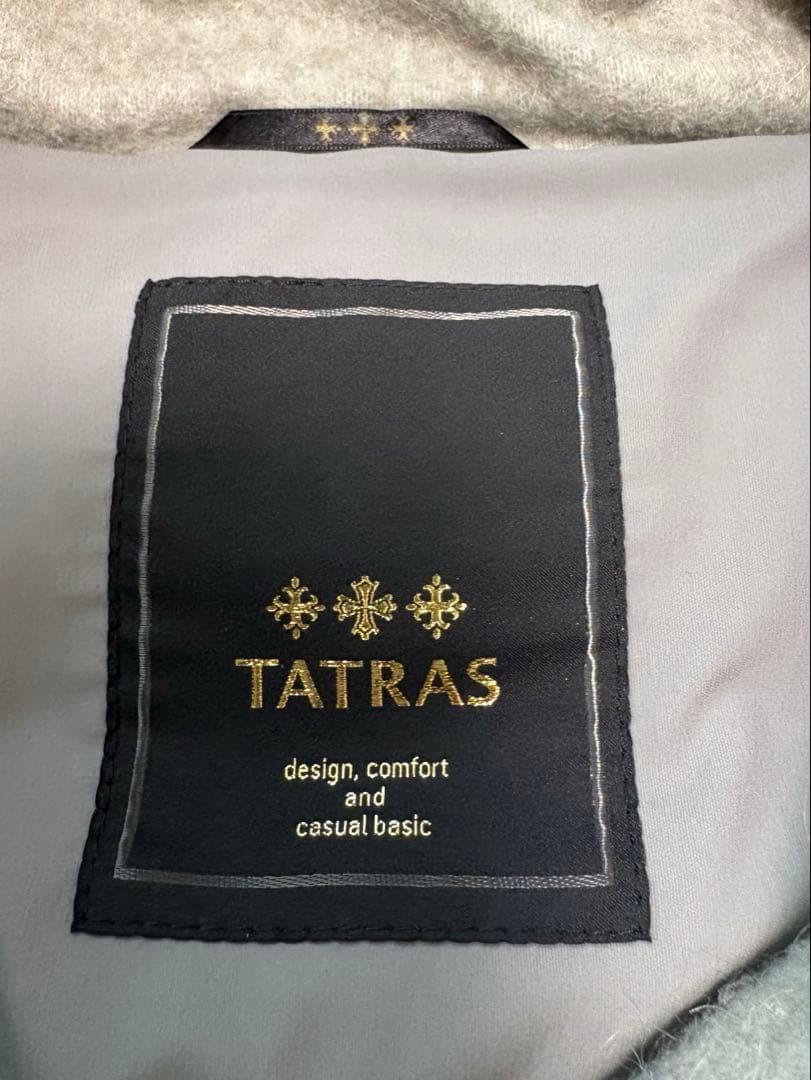 TATRAS
design, comfort
and
casual basic